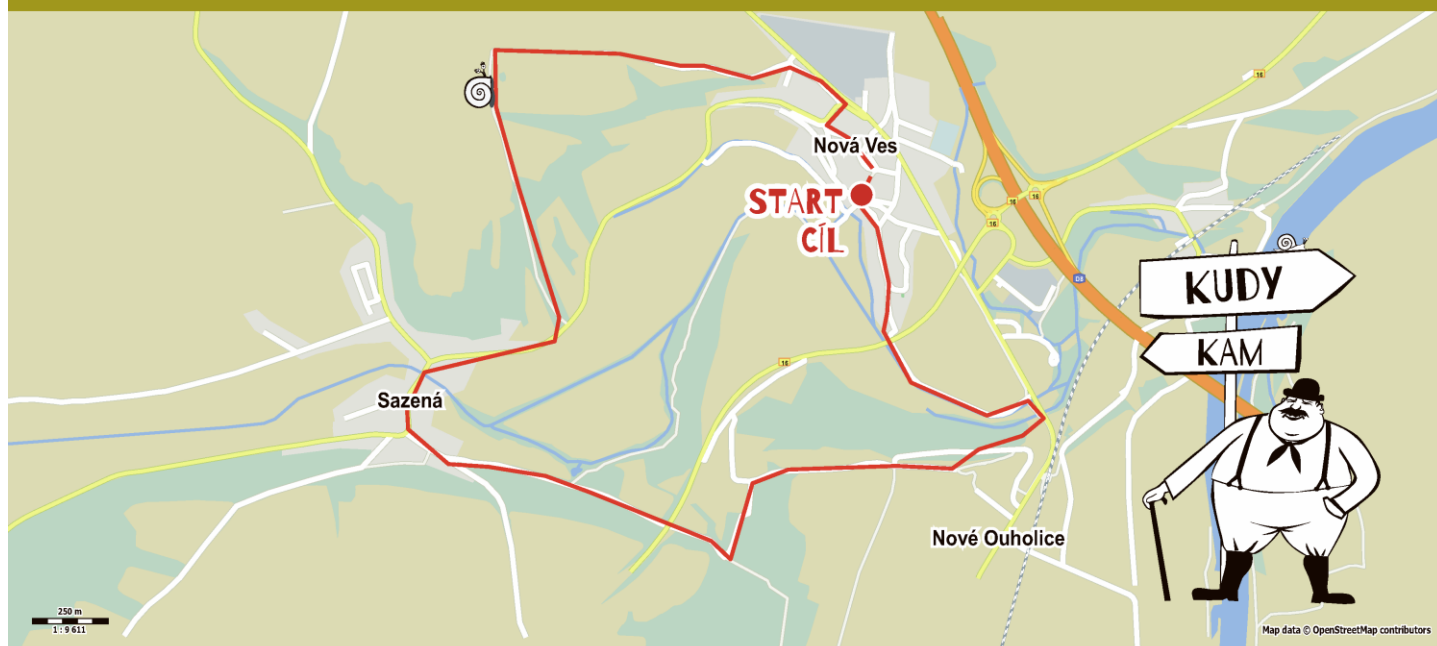 16
Nová Ves
START
CÍL
16
16
16
D8
KUDY
KAM
16
Sazená
Nové Ouholice
250 m
1 : 9 611
Map data © OpenStreetMap contributors